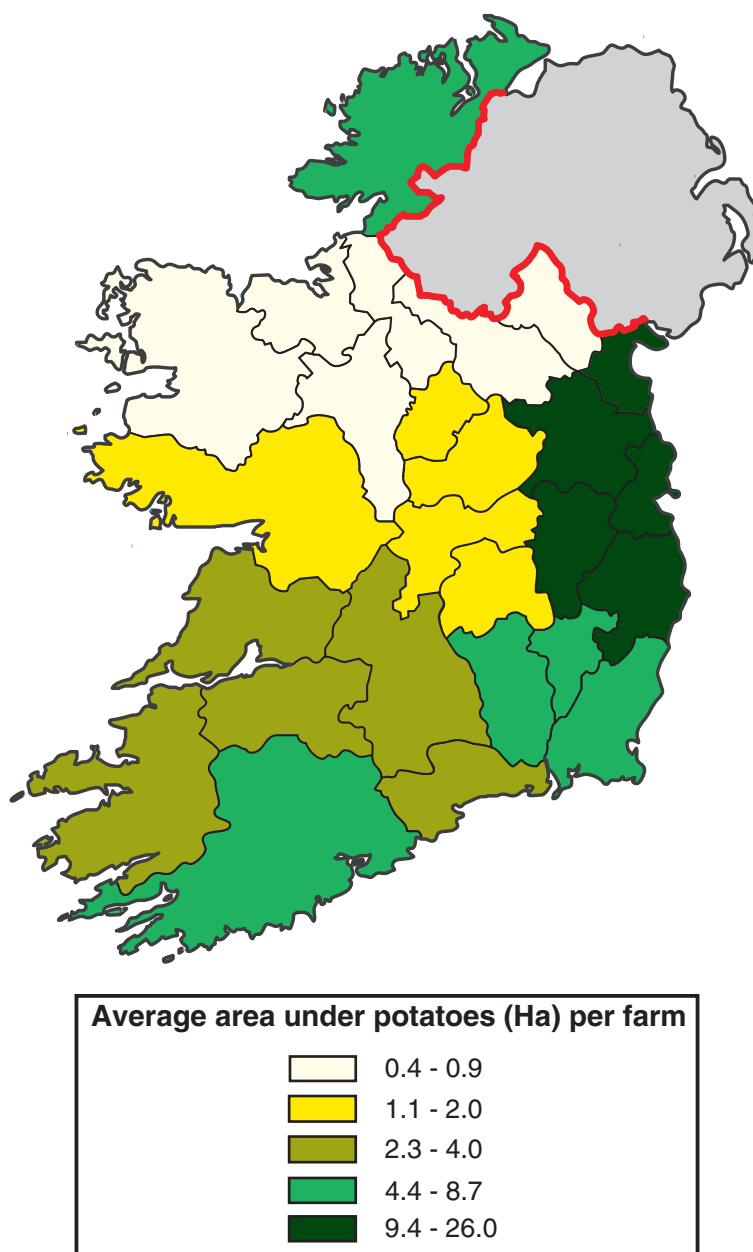 Average area under potatoes (Ha) per farm
0.4 - 0.9
1.1 - 2.0
2.3 - 4.0
4.4 - 8.7
9.4 - 26.0